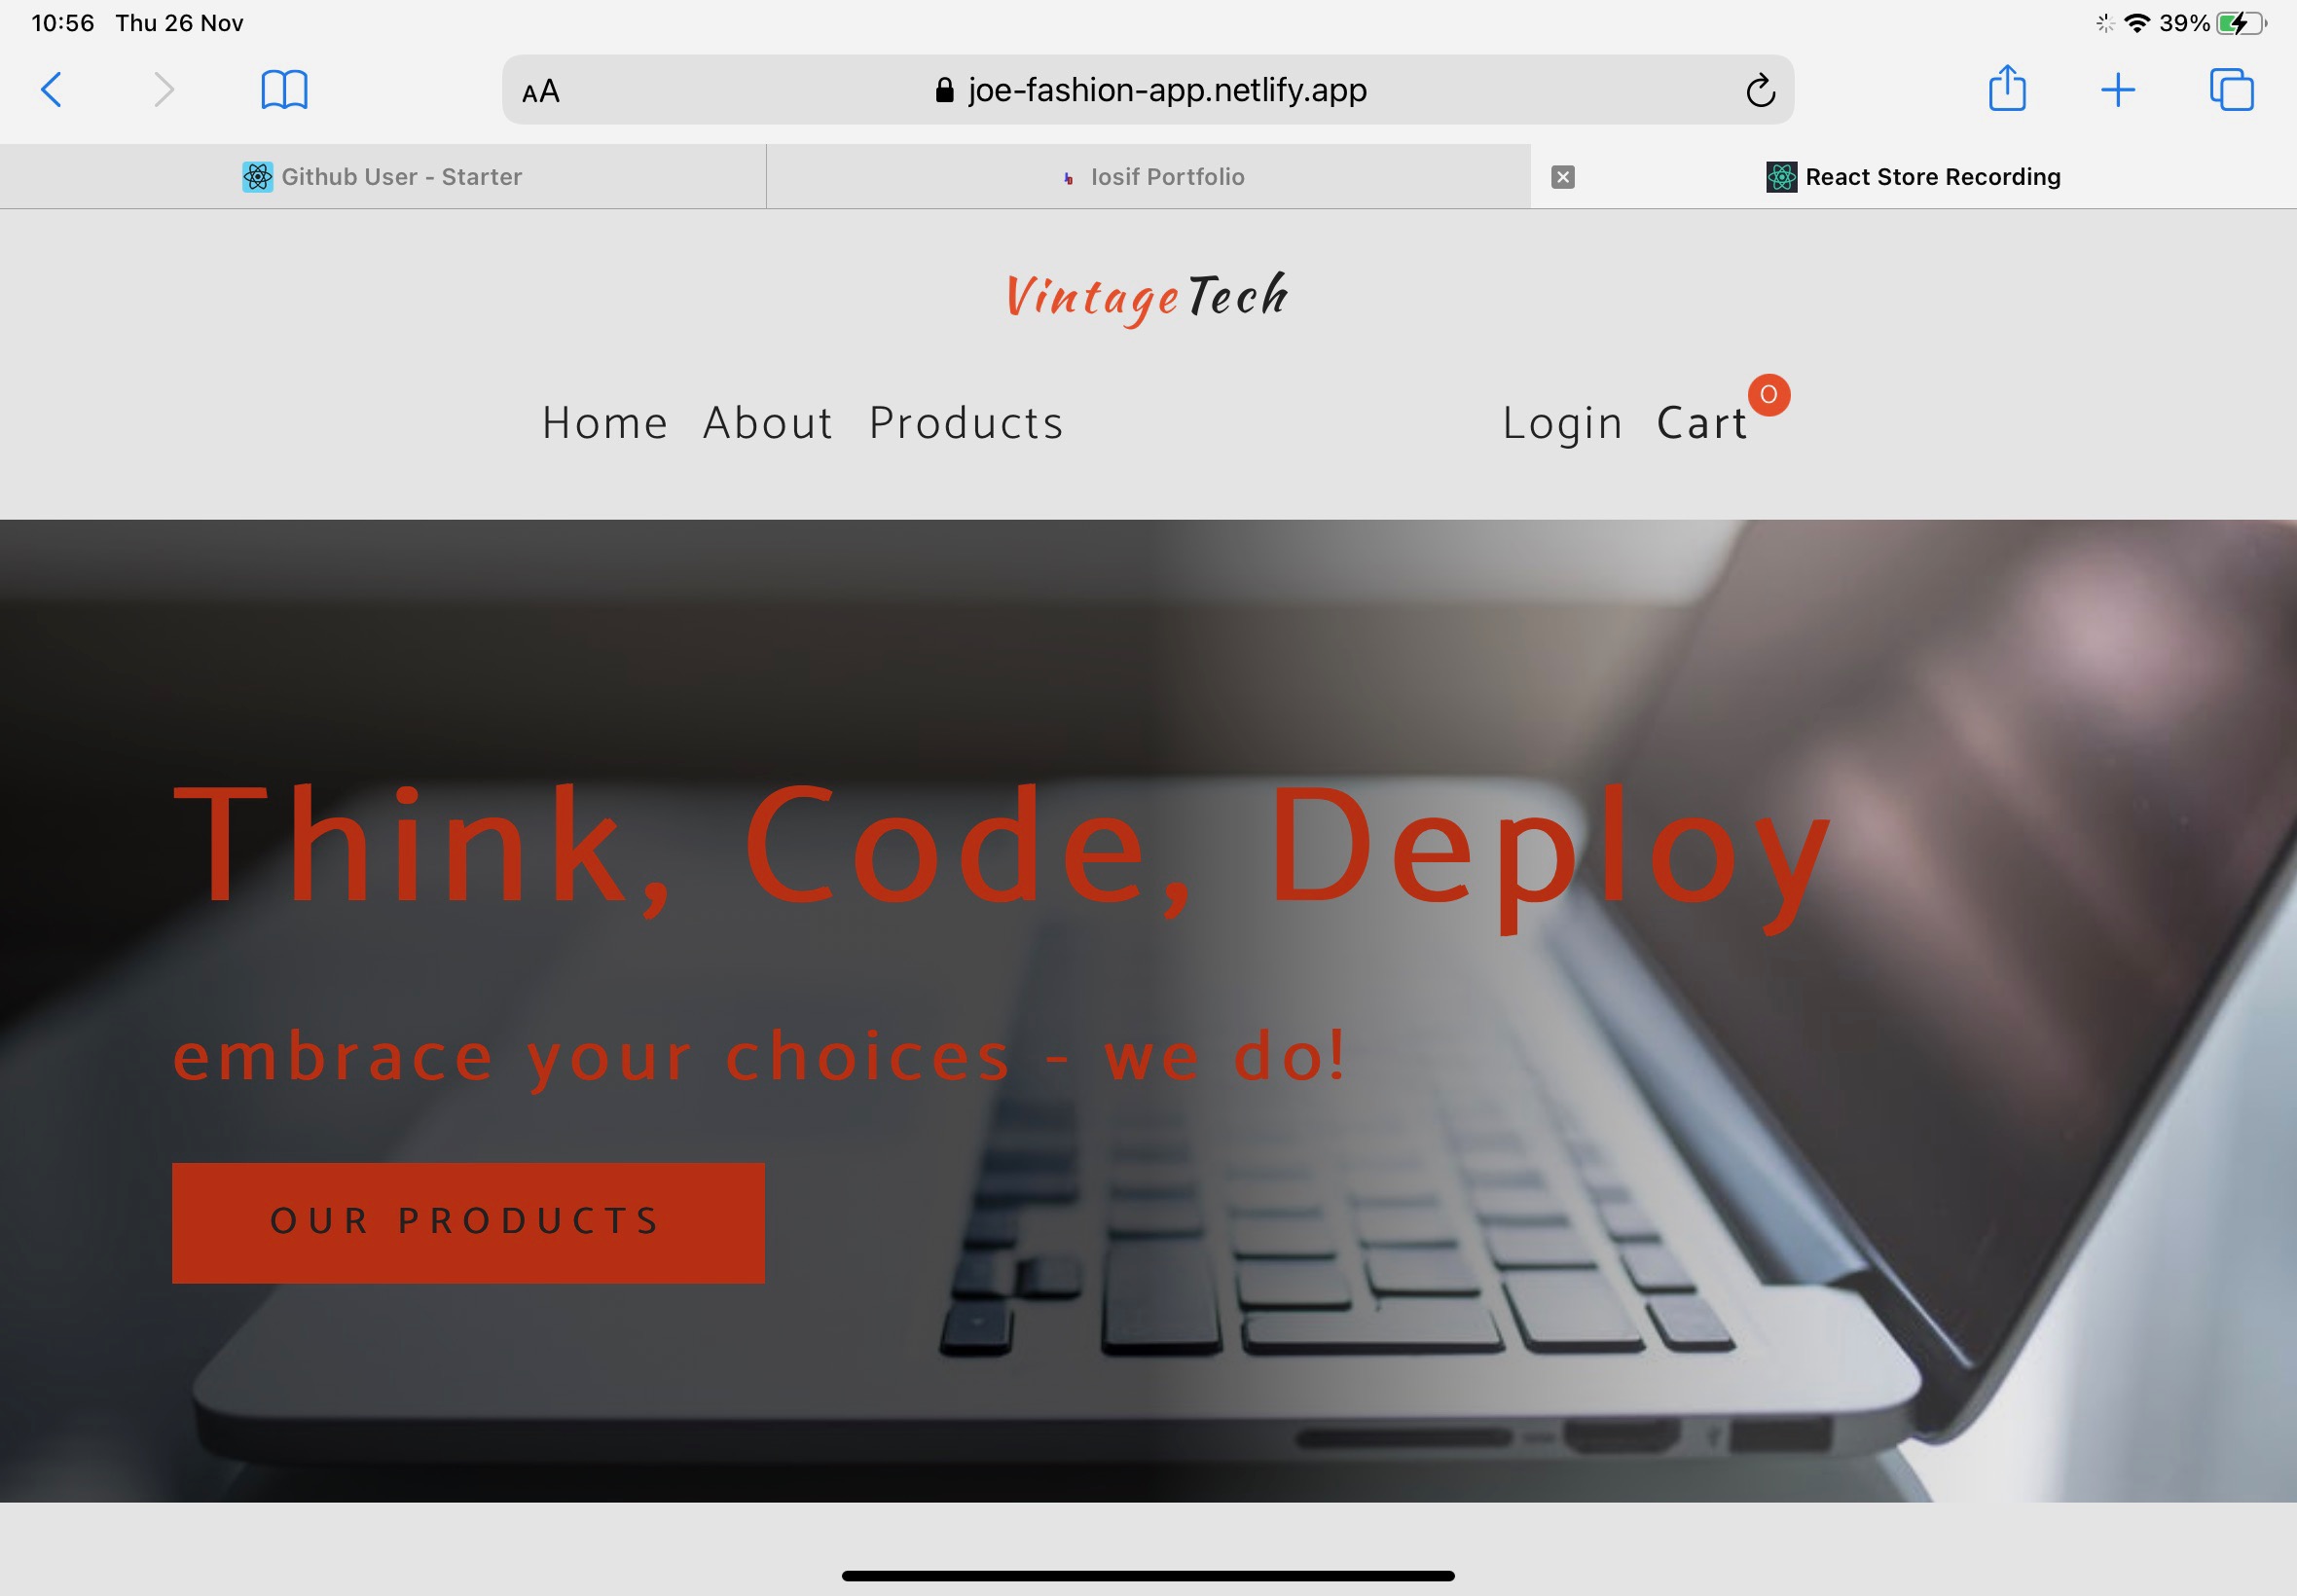 10:56 Thu 26 Nov 39%
AA joe-fashion-app.netlify.app
Github User - Starter Iosif Portfolio React Store Recording
VintageTech
0
Home About Products Login Cart
Think, Code, Deploy
embrace your choices - we do!
OUR PRODUCTS